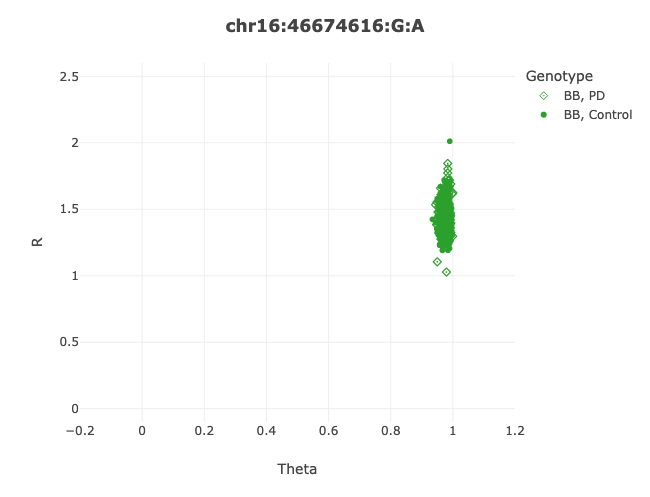 chr16:46674616:G:A
Genotype
BB, PD
BB, Control
2.5
2
1.5
1
0.5
0
R
−0.2 0 0.2 0.4 0.6 0.8 1 1.2
Theta